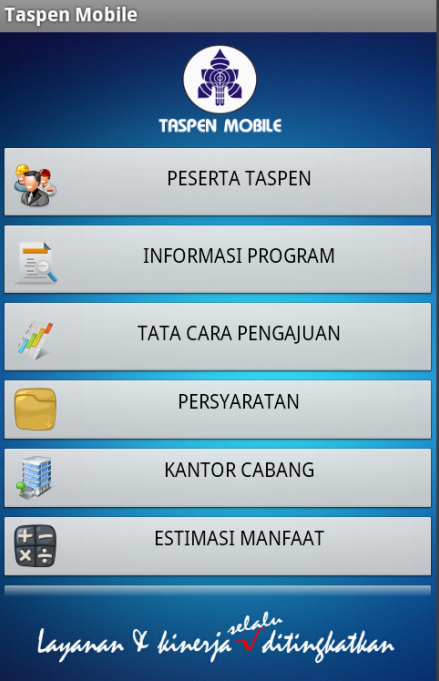 Taspen Mobile
TASPEN MOBILE
PESERTA TASPEN
INFORMASI PROGRAM
TATA CARA PENGAJUAN
PERSYARATAN
KANTOR CABANG
ESTIMASI MANFAAT
selalu
Layanan & kinerja √ ditingkatkan